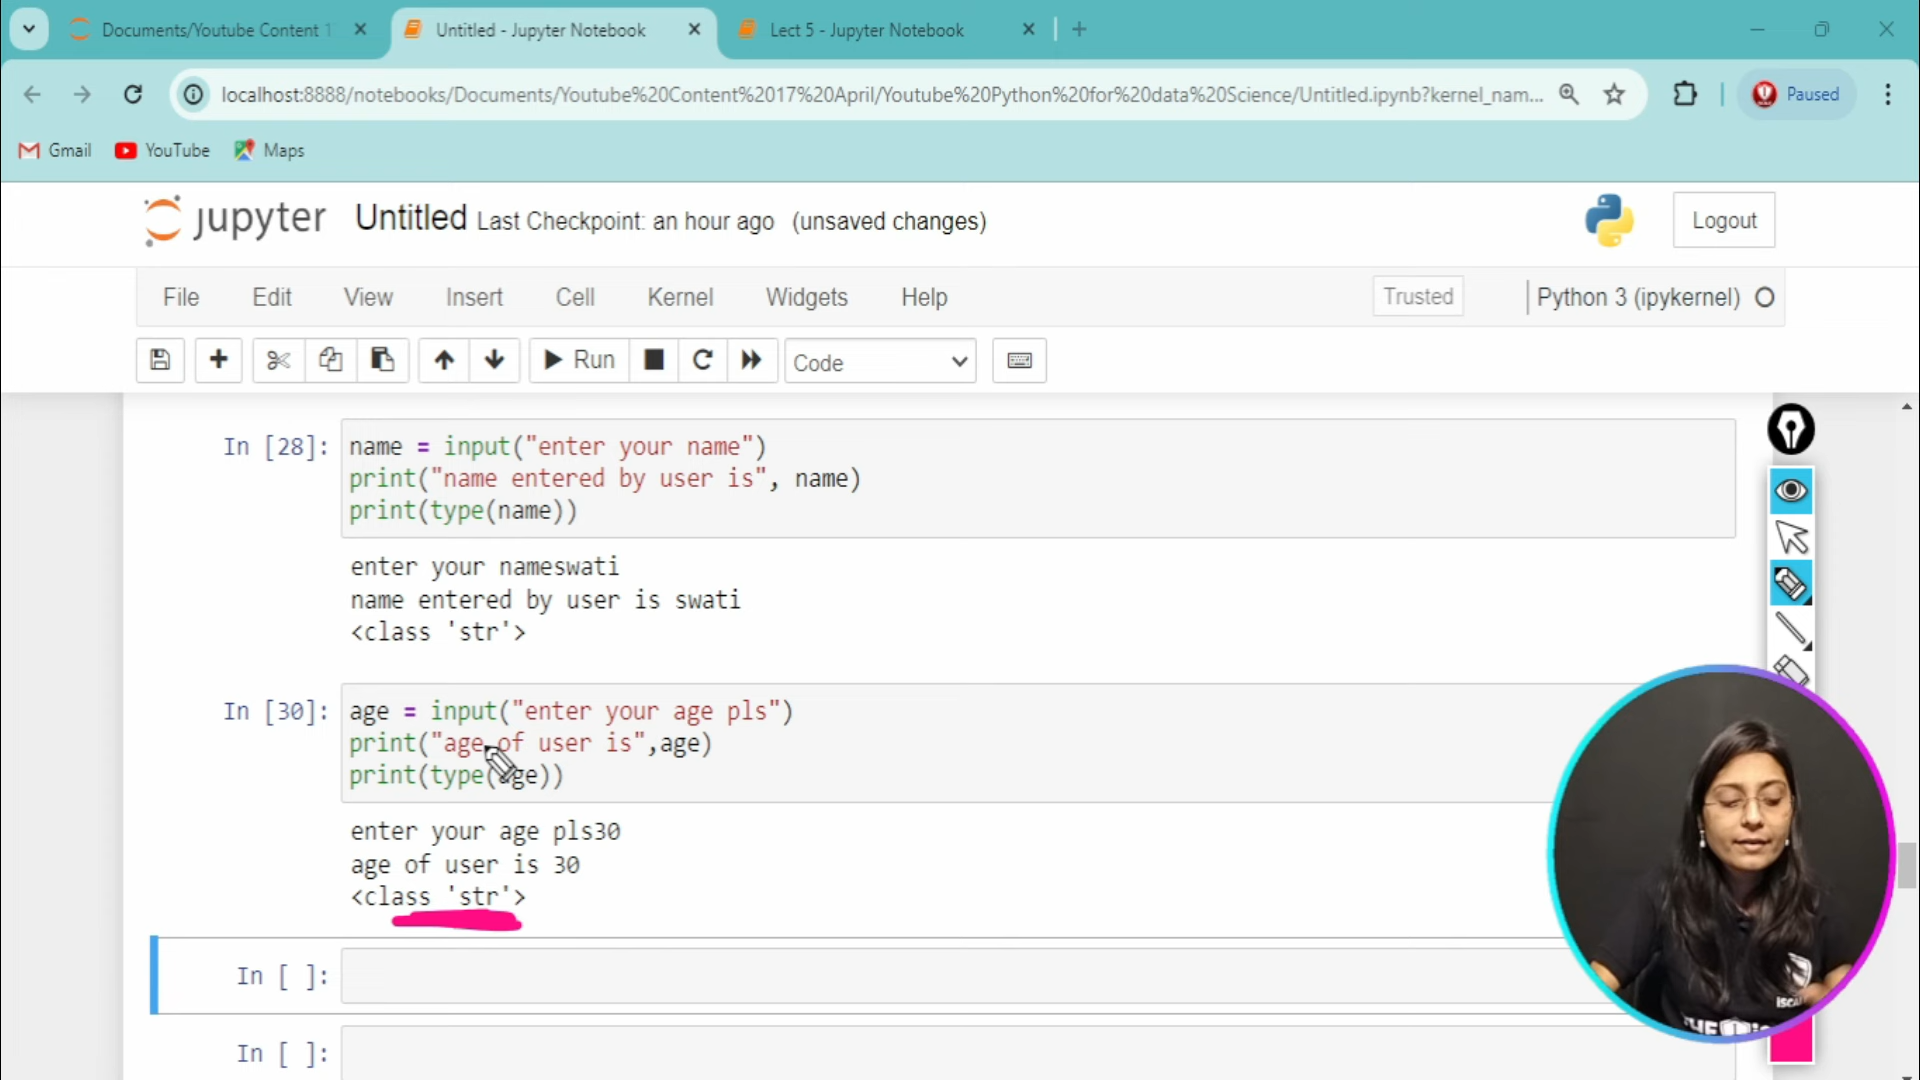 Documents/Youtube Content 1
Untitled - Jupyter Notebook
Lect 5 - Jupyter Notebook
localhost:8888/notebooks/Documents/Youtube%20Content%2017%20April/Youtube%20Python%20for%20data%20Science/Untitled.ipynb?kernel_nam...
Paused
Gmail
YouTube
Maps
jupyter Untitled Last Checkpoint: an hour ago (unsaved changes)
Logout
File Edit View Insert Cell Kernel Widgets Help
Trusted
Python 3 (ipykernel)
Run
Code
In [28]:
name = input("enter your name")
print("name entered by user is", name)
print(type(name))
enter your nameswati
name entered by user is swati
<class 'str'>
In [30]:
age = input("enter your age pls")
print("age of user is",age)
print(type(age))
enter your age pls30
age of user is 30
<class 'str'>
In [ ]:
In [ ]: